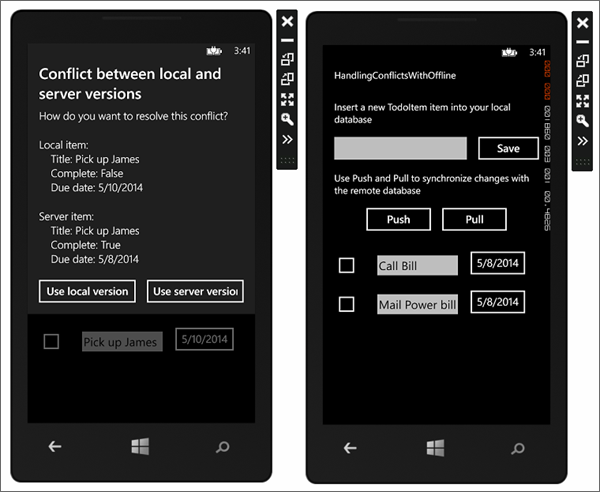 3:41
Conflict between local and
server versions
How do you want to resolve this conflict?
Local item:
Title: Pick up James
Complete: False
Due date: 5/10/2014
Server item:
Title: Pick up James
Complete: True
Due date: 5/8/2014
Use local version
Use server version
Pick up James
5/10/2014
3:41
HandlingConflictsWithOffline
Insert a new TodoItem item into your local
database
Save
Use Push and Pull to synchronize changes with
the remote database
Push
Pull
Call Bill
5/8/2014
Mail Power bill
5/8/2014